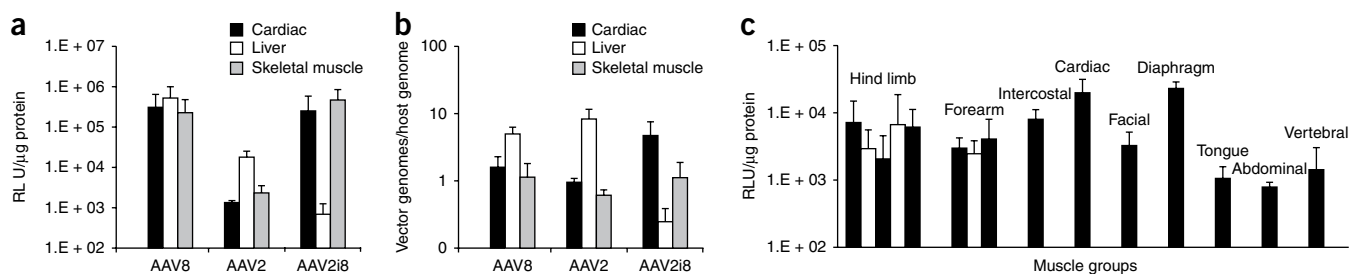 a
Cardiac
Liver
Skeletal muscle
1.E + 07
1.E + 06
1.E + 05
1.E + 04
1.E + 03
1.E + 02
RL U/µg protein
AAV8 AAV2 AAV2i8
b
Cardiac
Liver
Skeletal muscle
100
10
1
0
Vector genomes/host genome
AAV8 AAV2 AAV2i8
c
1.E + 05
1.E + 04
1.E + 03
1.E + 02
RLU/µg protein
Hind limb
Forearm
Intercostal
Cardiac
Facial
Diaphragm
Tongue
Abdominal
Vertebral
Muscle groups